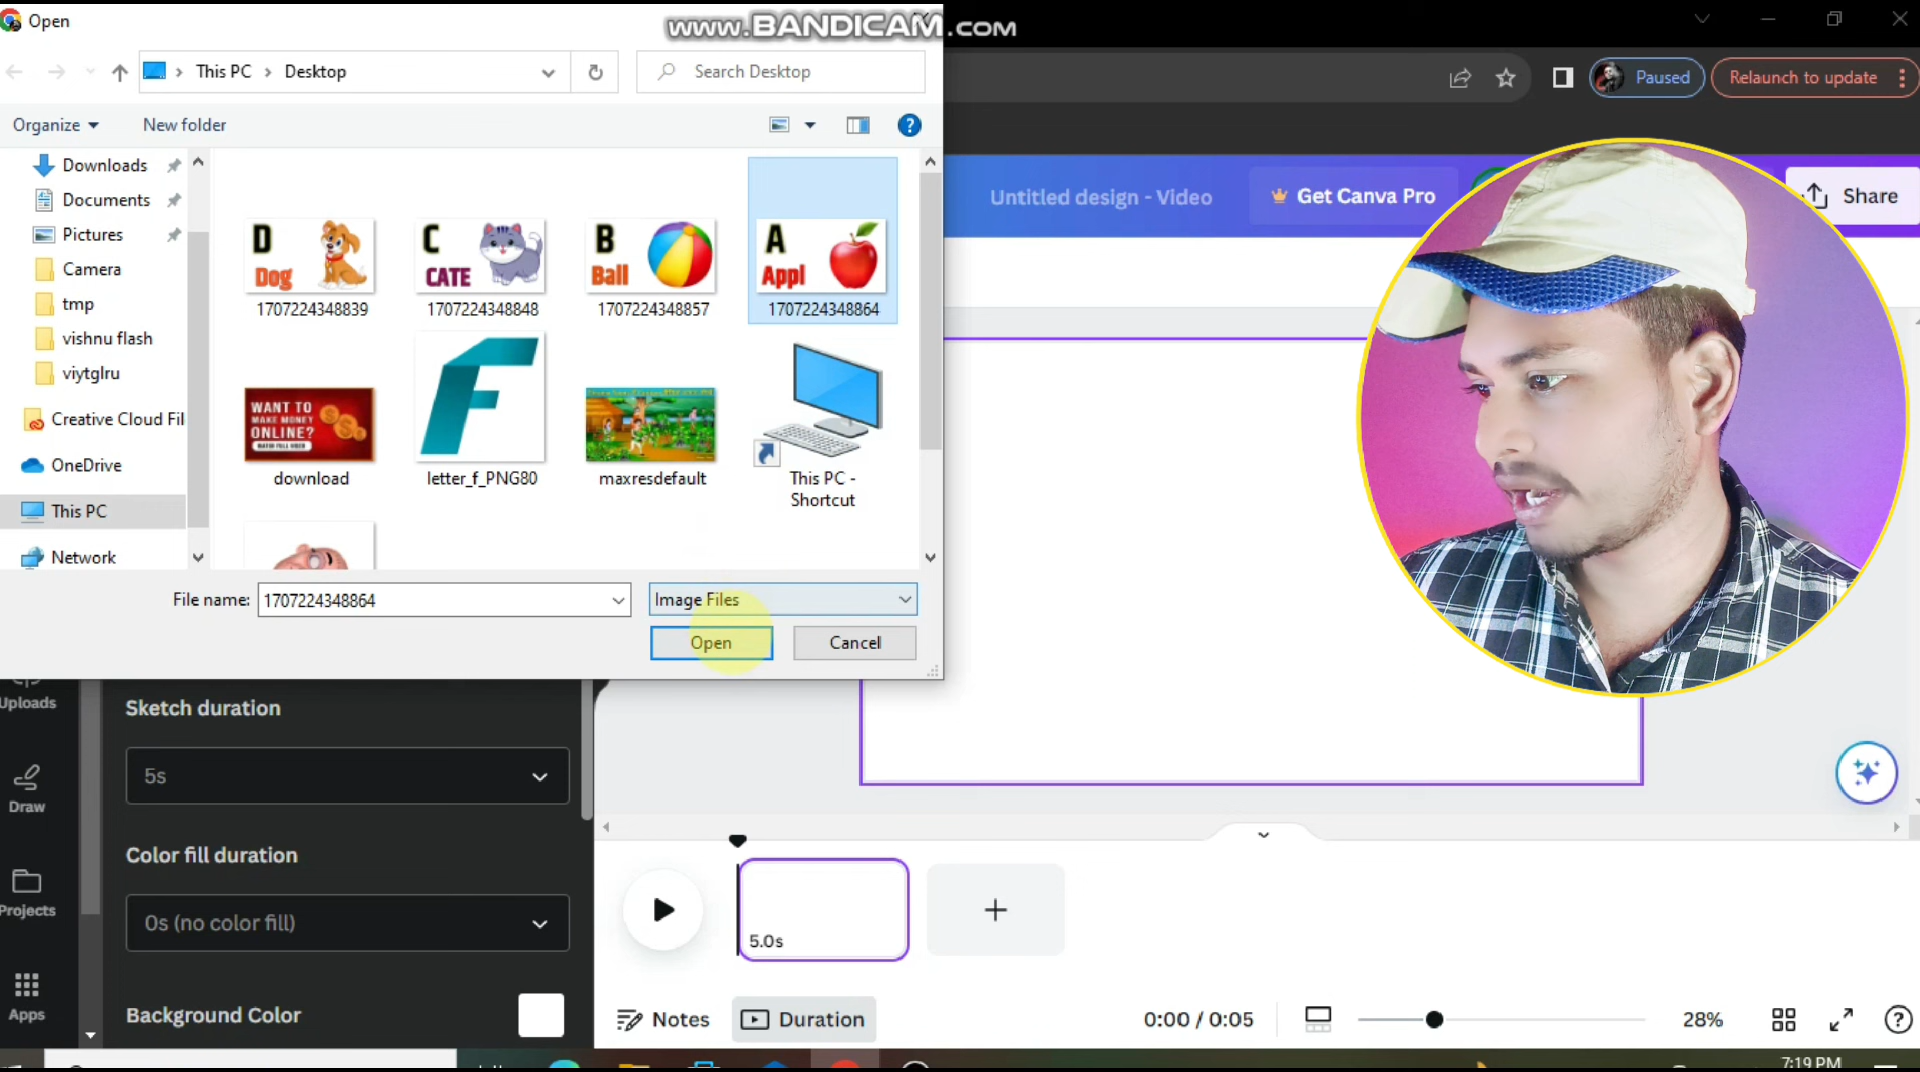 Open
www.BANDICAM.COM
This PC
Desktop
Search Desktop
Paused
Relaunch to update
Organize
New folder
Downloads
Documents
Pictures
Camera
tmp
vishnu flash
viytglru
Creative Cloud Fil
OneDrive
This PC
Network
D
Dog
1707224348839
C
CATE
1707224348848
B
Ball
1707224348857
A
Appl
1707224348864
WANT TO
MAKE MONEY
ONLINE?
download
F
letter_f_PNG80
maxresdefault
This PC -
Shortcut
File name:
1707224348864
Image Files
Open
Cancel
Untitled design - Video
Get Canva Pro
Share
Uploads
Draw
Projects
Apps
Sketch duration
5s
Color fill duration
0s (no color fill)
Background Color
5.0s
Notes
Duration
0:00 / 0:05
28%
7:19 PM